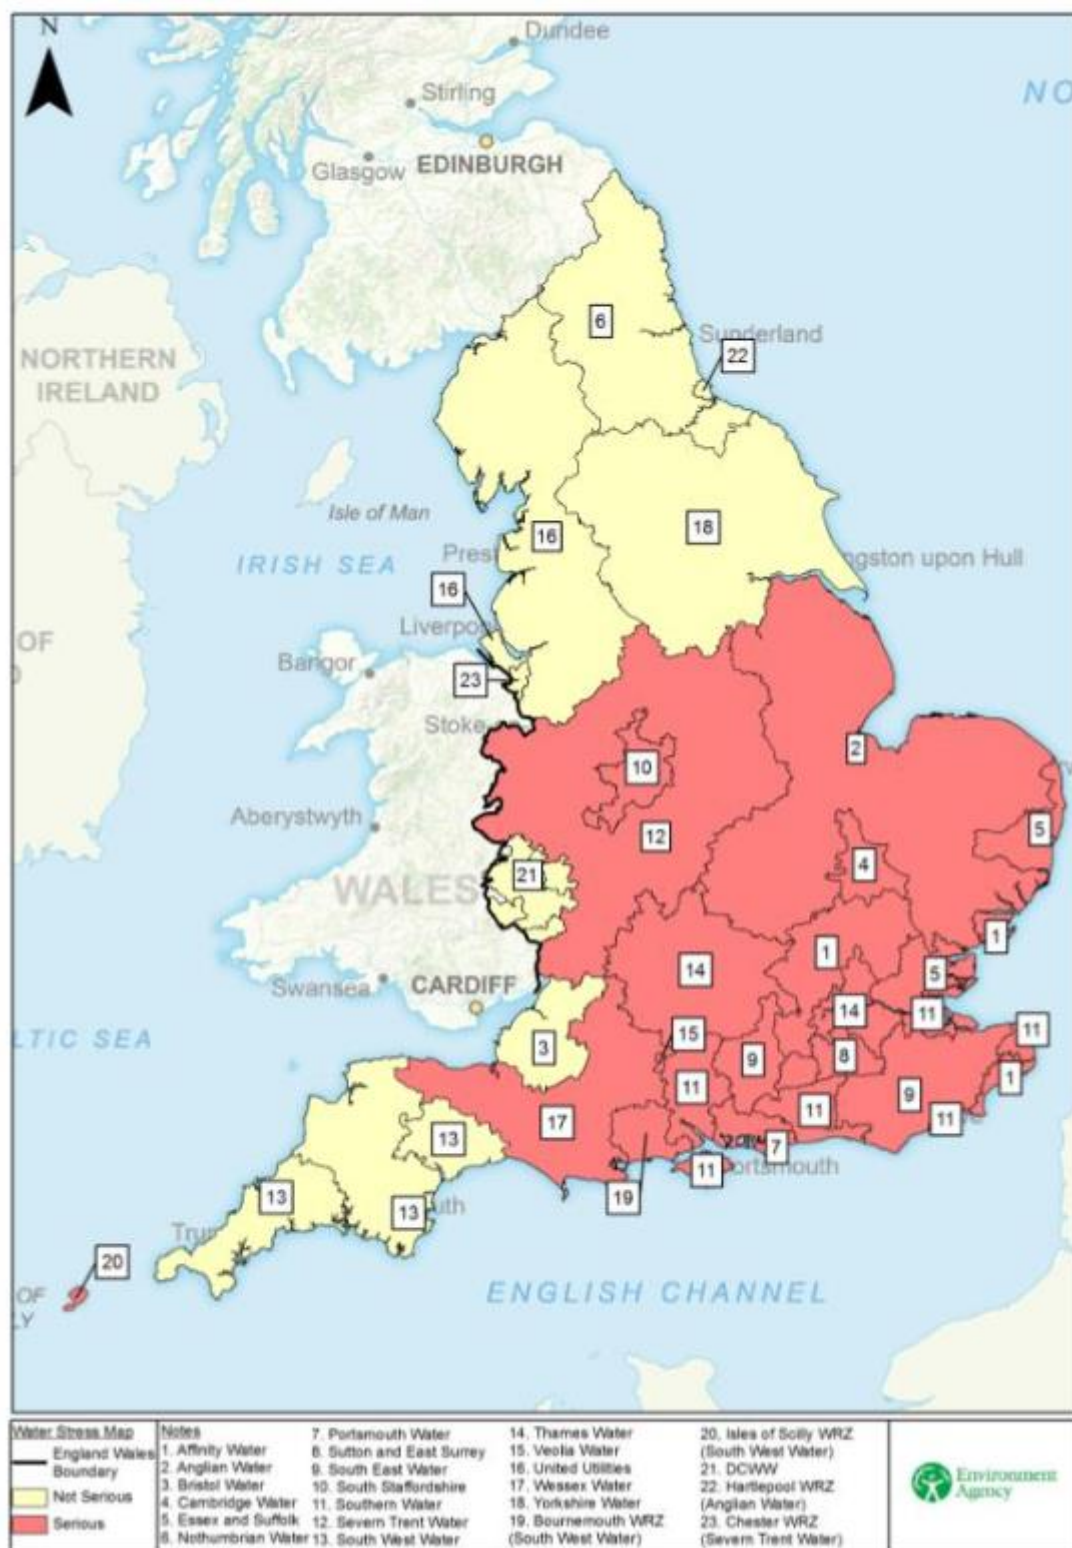 N
Dundee
NO
Stirling
EDINBURGH
Glasgow
6
Sunderland
22
NORTHERN
IRELAND
Isle of Man
16
18
IRISH SEA
Pres
ngston upon Hull
16
Liverpoo
OF
Bangor
23
Stoke
2
10
Aberystwyth
12
5
4
21
WALES
1
1
14
5
Swansea
CARDIFF
14
11
LTIC SEA
15
11
3
9
8
1
11
9
11
11
17
13
7
ortsmouth
11
13
13
uth
19
Tru
20
OF
LY
ENGLISH CHANNEL
Water Stress Map
England Wales
Boundary
Not Serious
Serious
Notes
1. Affinity Water
2. Anglian Water
3. Bristol Water
4. Cambridge Water
5. Essex and Suffolk
6. Nothumbrian Water
7. Portsmouth Water
8. Sutton and East Surrey
9. South East Water
10. South Staffordshire
11. Southern Water
12. Severn Trent Water
13. South West Water
14. Thames Water
15. Veolia Water
16. United Utilities
17. Wessex Water
18. Yorkshire Water
19. Bournemouth WRZ
(South West Water)
20. Isles of Scilly WRZ
(South West Water)
21. DCWW
22. Hartlepool WRZ
(Anglian Water)
23. Chester WRZ
(Severn Trent Water)
Environment
Agency